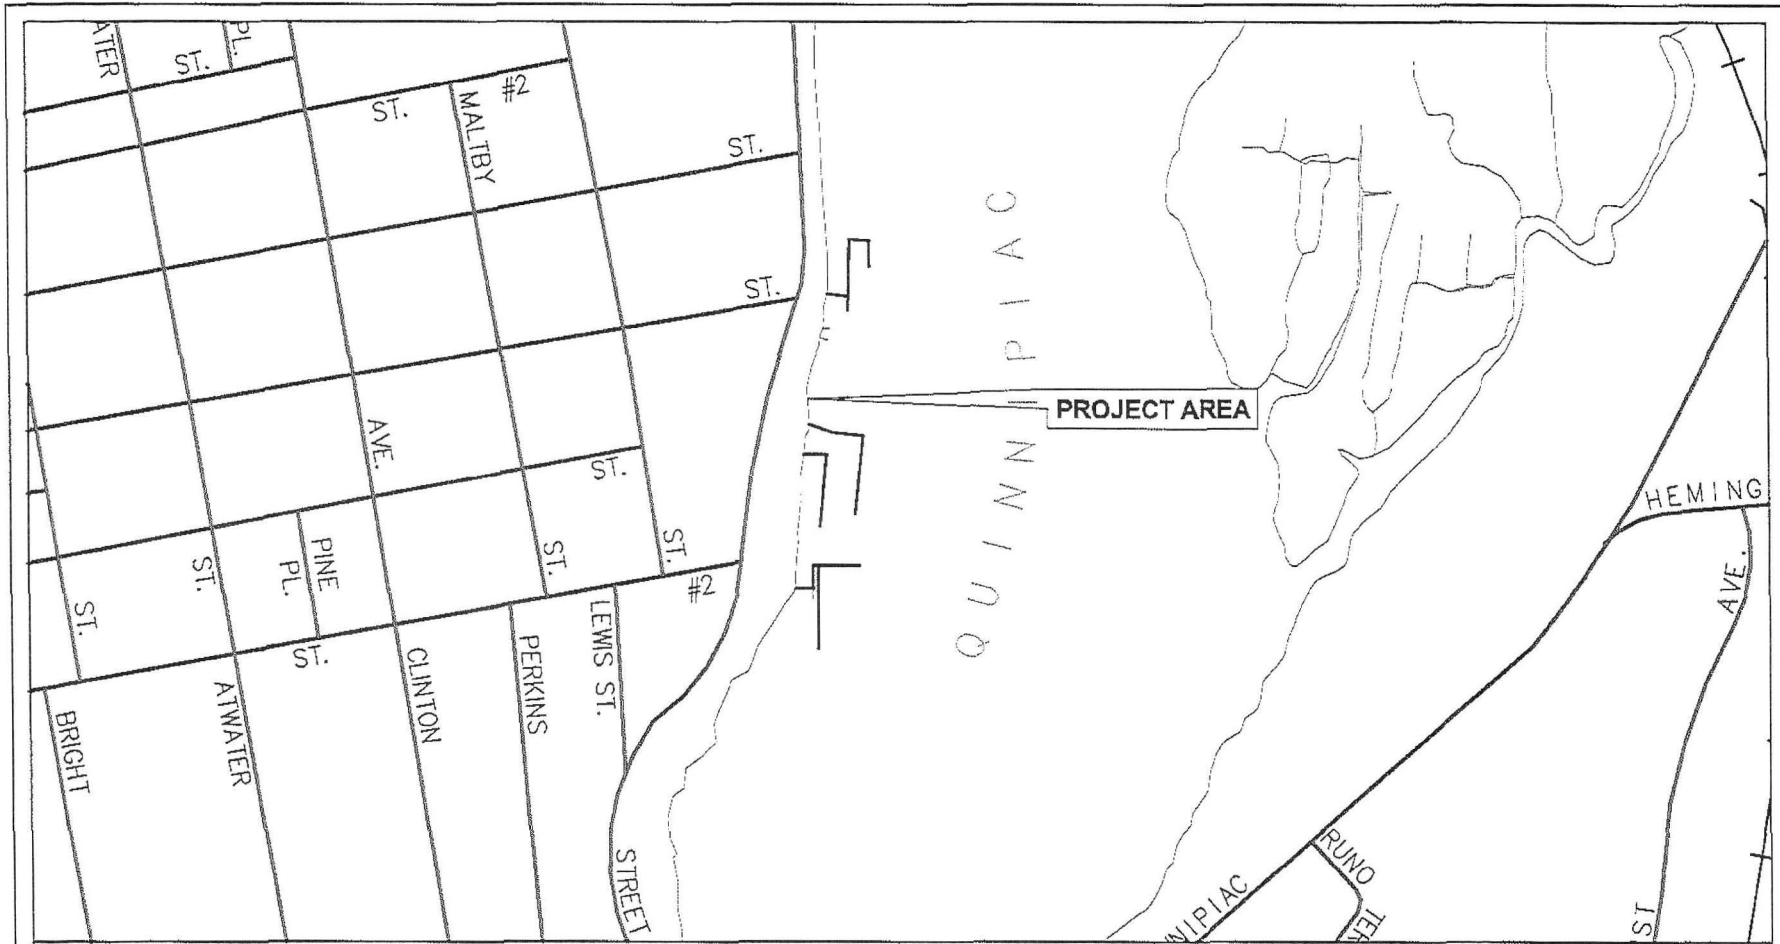 ATER
PL.
ST.
ST.
#2
MALTBY
ST.
ST.
QUINNIPIAC
PROJECT AREA
AVE.
ST.
HEMING
ST.
PINE
PL.
ST.
ST.
#2
AVE.
ST.
ST.
LEWIS ST.
PERKINS
CLINTON
ATWATER
BRIGHT
STREET
RUNO
TER
NIPIAC
ST